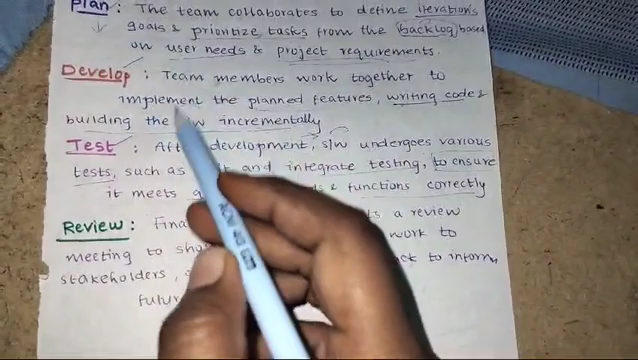 Plan : The team collaborates to define iteration's
goals & prioritize tasks from the backlog based
on user needs & project requirements.
Develop : Team members work together to
implement the planned features, writing code &
building the incrementally
Test : After development, s/w undergoes various
tests, such as and integrate testing, to ensure
it meets & functions correctly
Review : a review
meeting to work to
stakeholders, to inform